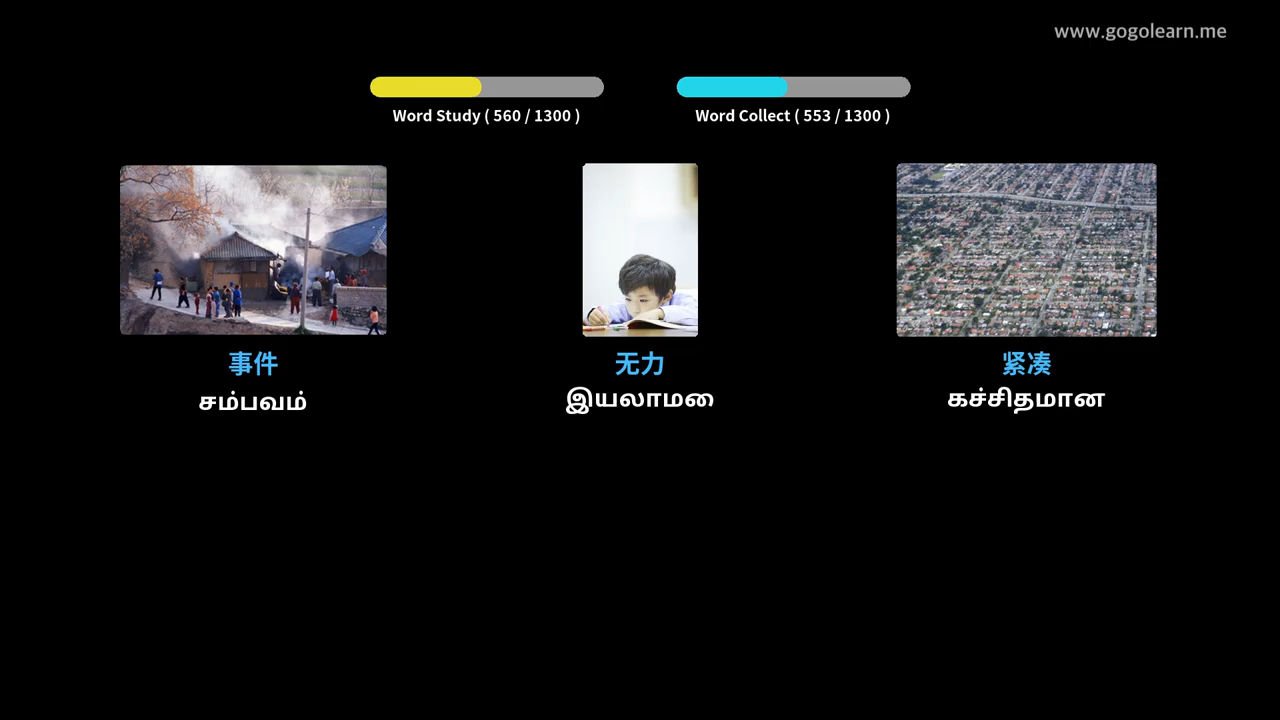 www.gogolearn.me
Word Study ( 560 / 1300 )
Word Collect ( 553 / 1300 )
事件
无力
紧凑
சம்பவம்
இயலாமை
கச்சிதமான